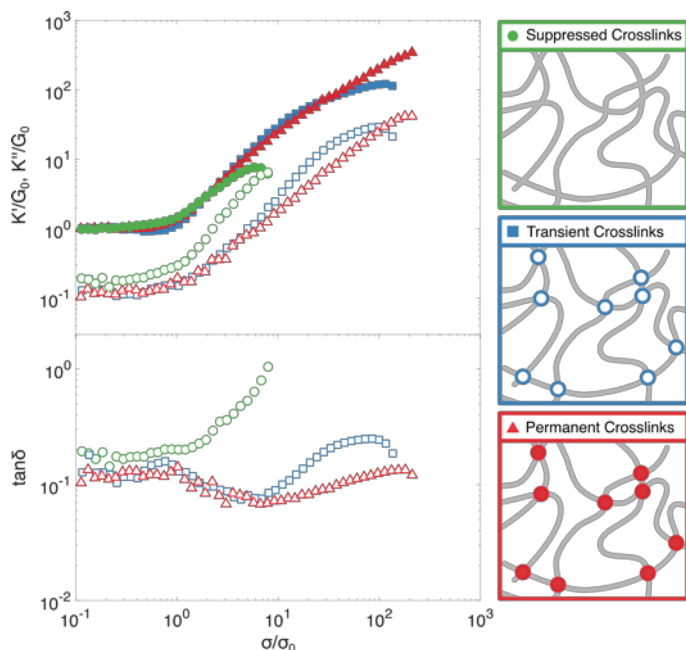 10³
10²
10¹
10⁰
10⁻¹
K'/G₀, K''/G₀
10⁰
10⁻¹
10⁻²
tanδ
10⁻¹ 10⁰ 10¹ 10² 10³
σ/σ₀
Suppressed Crosslinks
Transient Crosslinks
Permanent Crosslinks